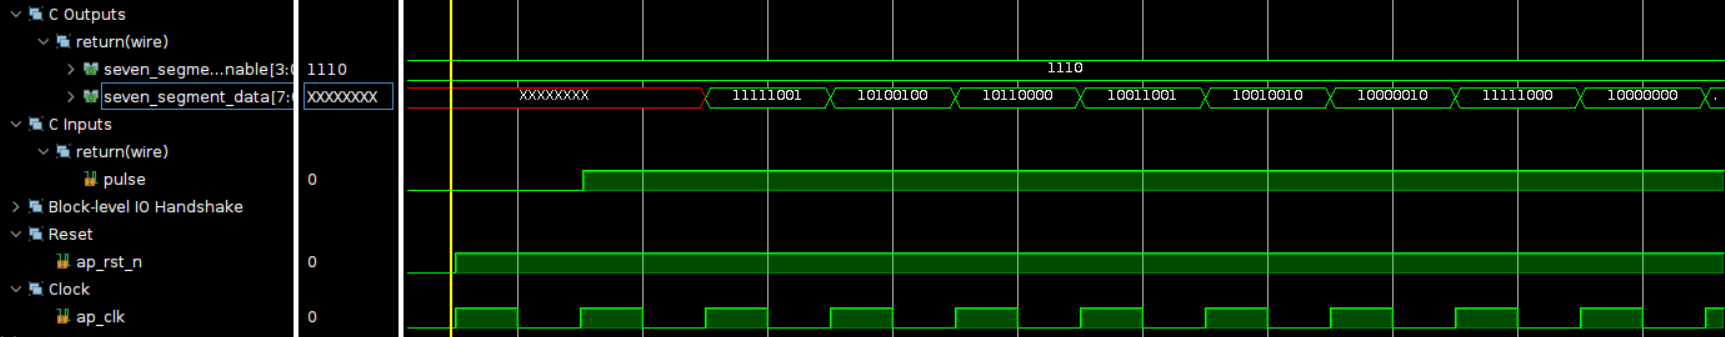 C Outputs
return(wire)
seven_segme...nable[3:0 1110 1110
seven_segment_data[7: XXXXXXXX XXXXXXXX 11111001 10100100 10110000 10011001 10010010 10000010 11111000 10000000 .
C Inputs
return(wire)
pulse 0
Block-level IO Handshake
Reset
ap_rst_n 0
Clock
ap_clk 0